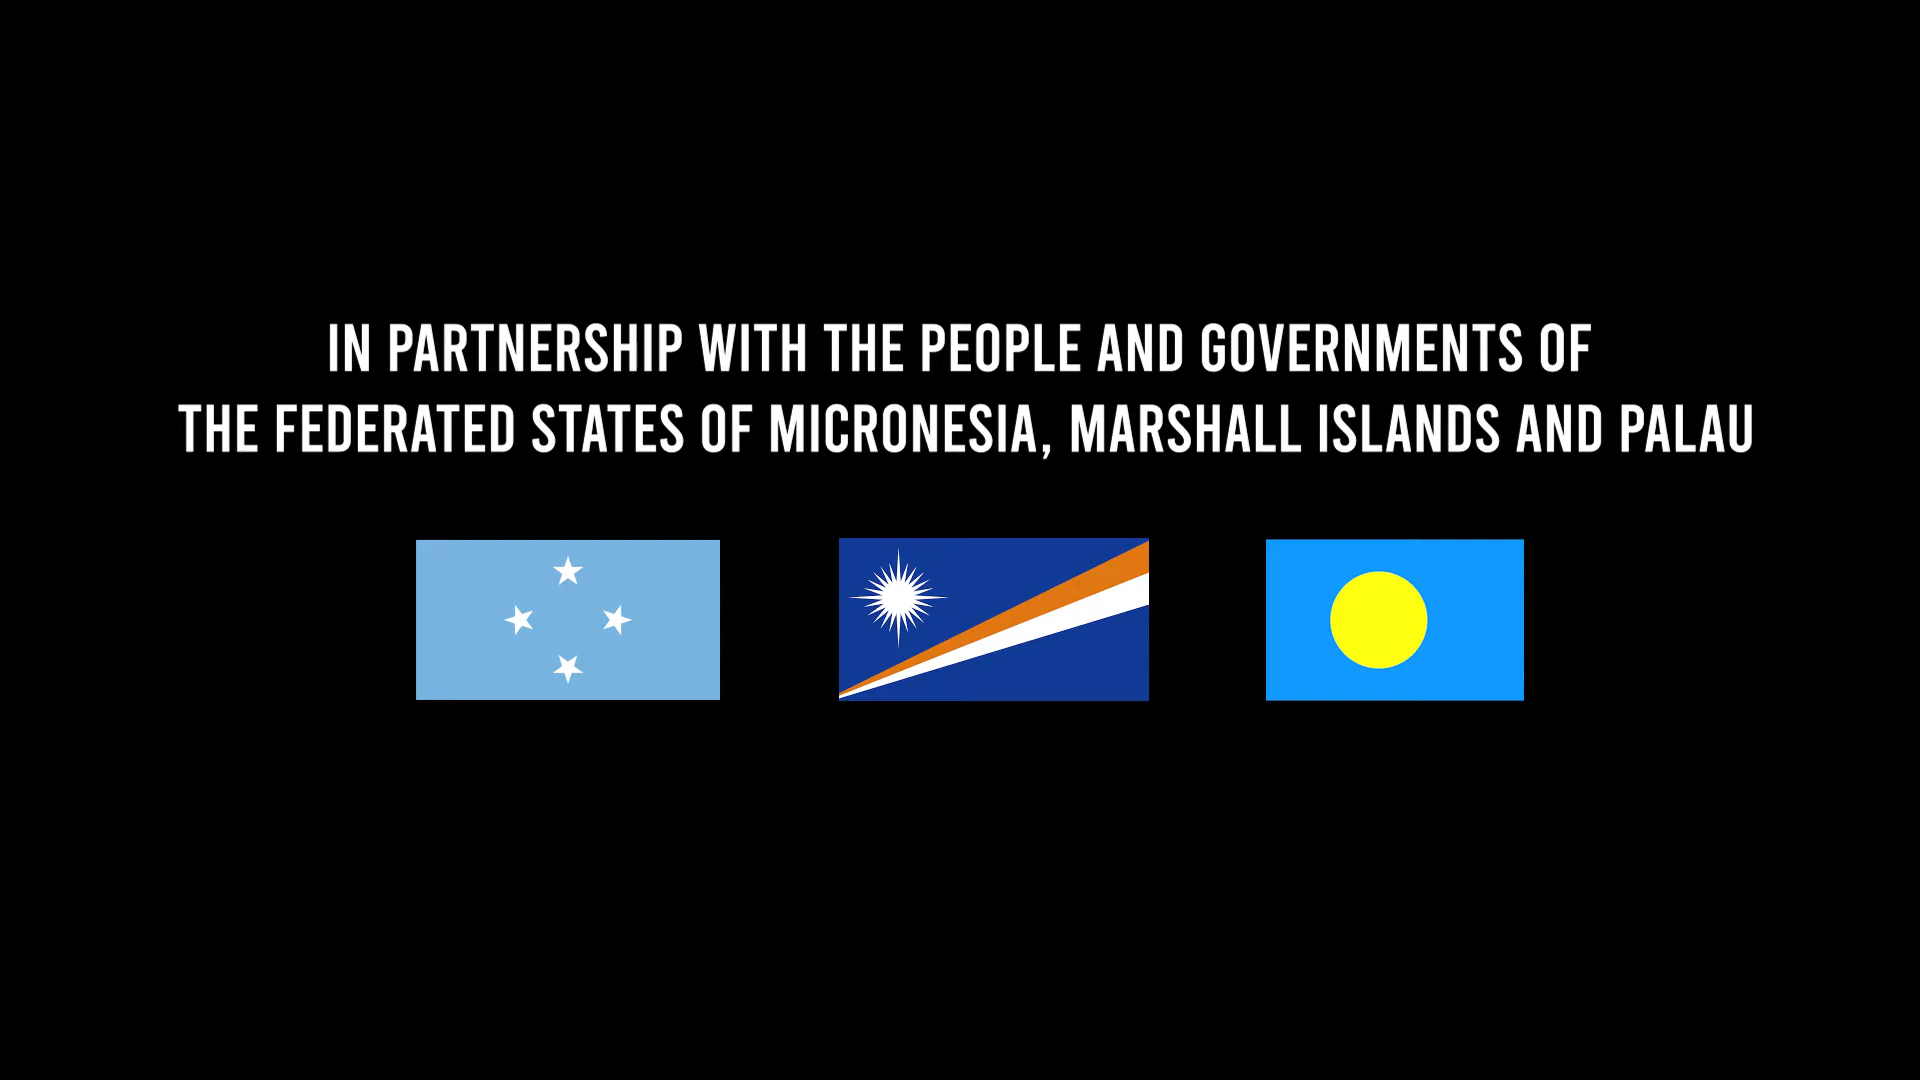 IN PARTNERSHIP WITH THE PEOPLE AND GOVERNMENTS OF
THE FEDERATED STATES OF MICRONESIA, MARSHALL ISLANDS AND PALAU